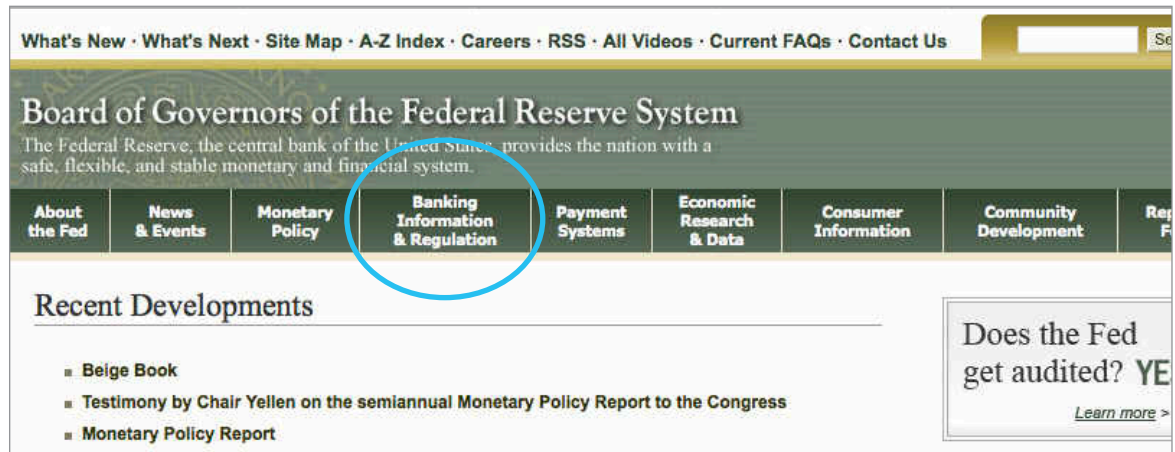 What's New · What's Next · Site Map · A-Z Index · Careers · RSS · All Videos · Current FAQs · Contact Us
Board of Governors of the Federal Reserve System
The Federal Reserve, the central bank of the United States, provides the nation with a
safe, flexible, and stable monetary and financial system.
About
the Fed
News
& Events
Monetary
Policy
Banking
Information
& Regulation
Payment
Systems
Economic
Research
& Data
Consumer
Information
Community
Development
Recent Developments
Beige Book
Testimony by Chair Yellen on the semiannual Monetary Policy Report to the Congress
Monetary Policy Report
Does the Fed
get audited? YE
Learn more >